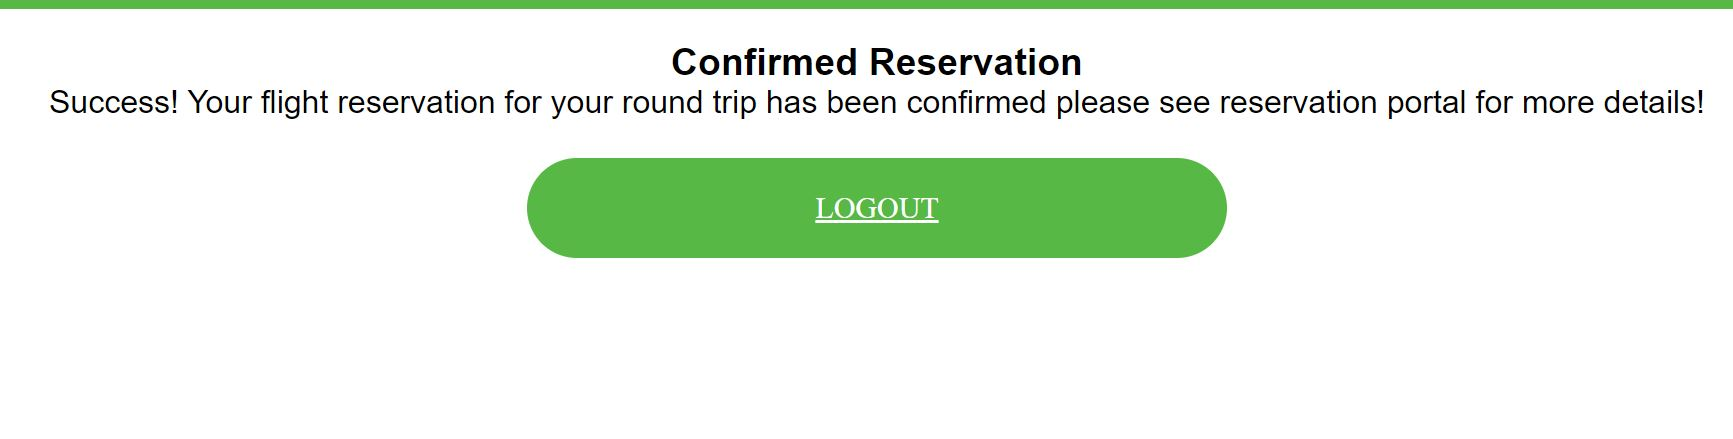 Confirmed Reservation
Success! Your flight reservation for your round trip has been confirmed please see reservation portal for more details!
LOGOUT